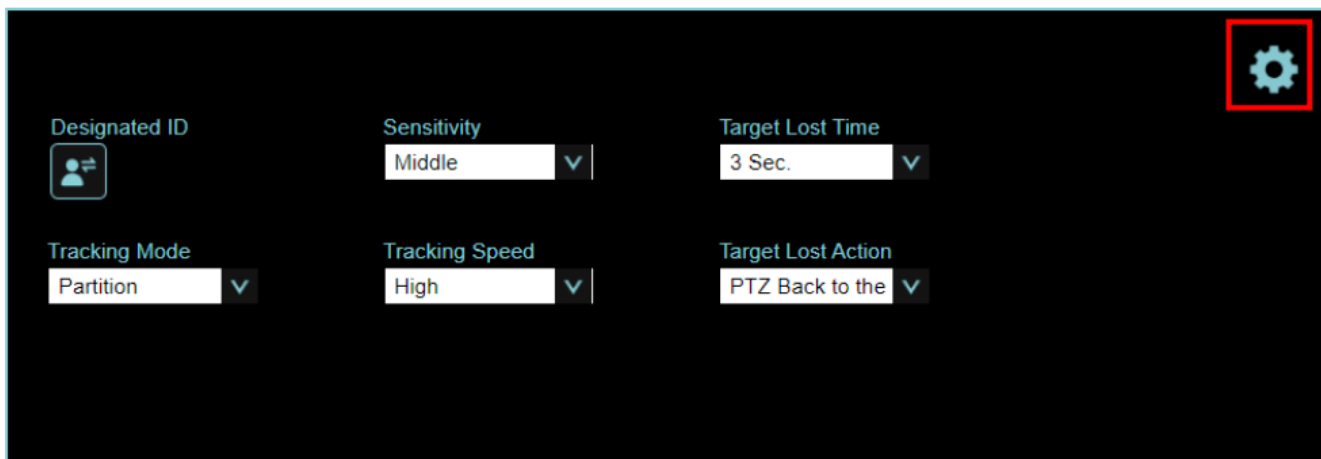 Designated ID
Sensitivity
Target Lost Time
Middle
3 Sec.
Tracking Mode
Tracking Speed
Target Lost Action
Partition
High
PTZ Back to the